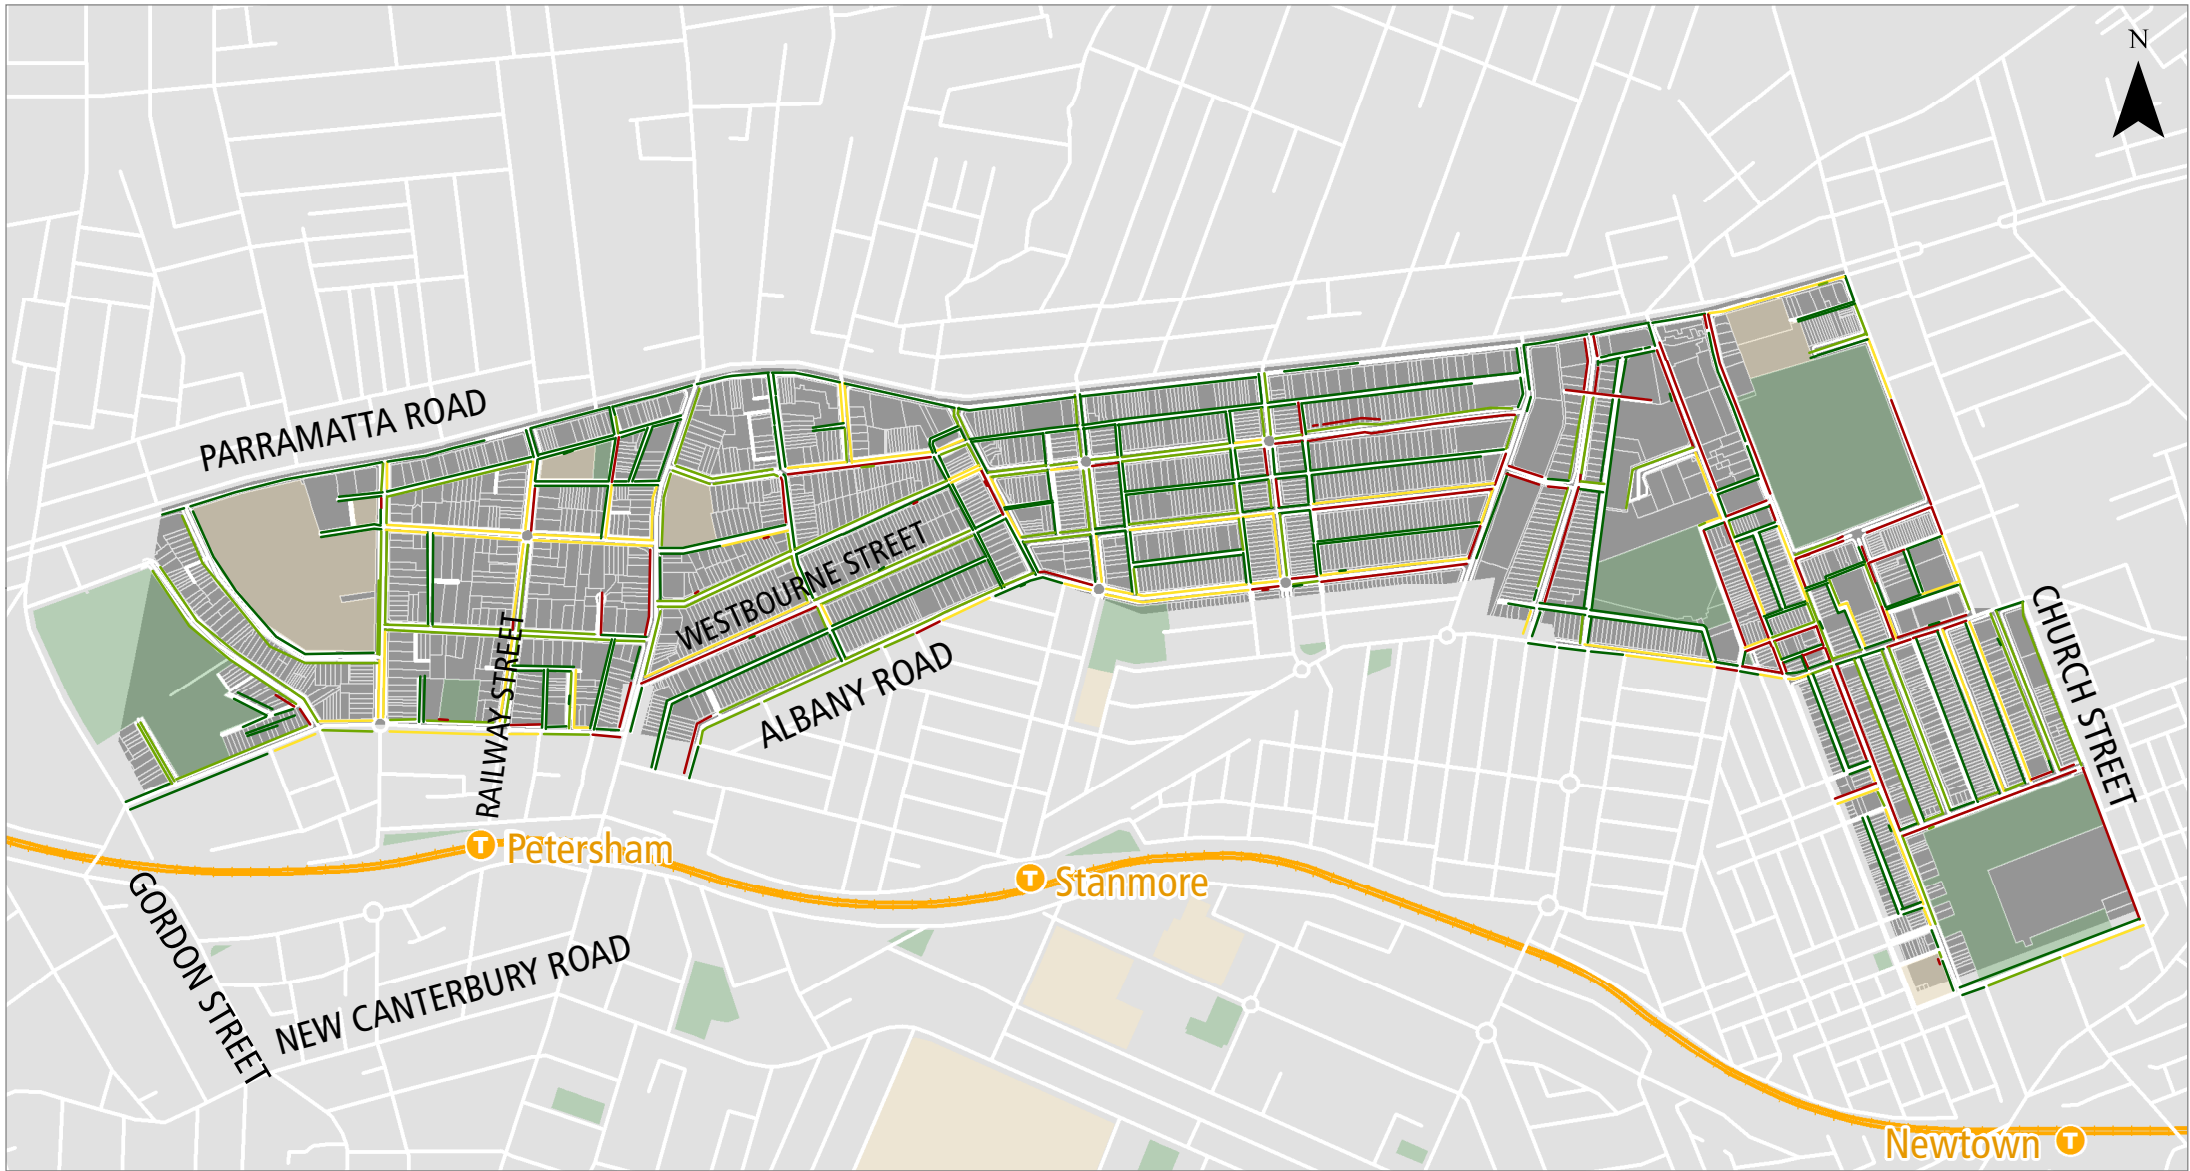 N
PARRAMATTA ROAD
WESTBOURNE STREET
CHURCH STREET
ALBANY ROAD
RAILWAY STREET
T Petersham
T Stanmore
GORDON STREET
NEW CANTERBURY ROAD
Newtown T